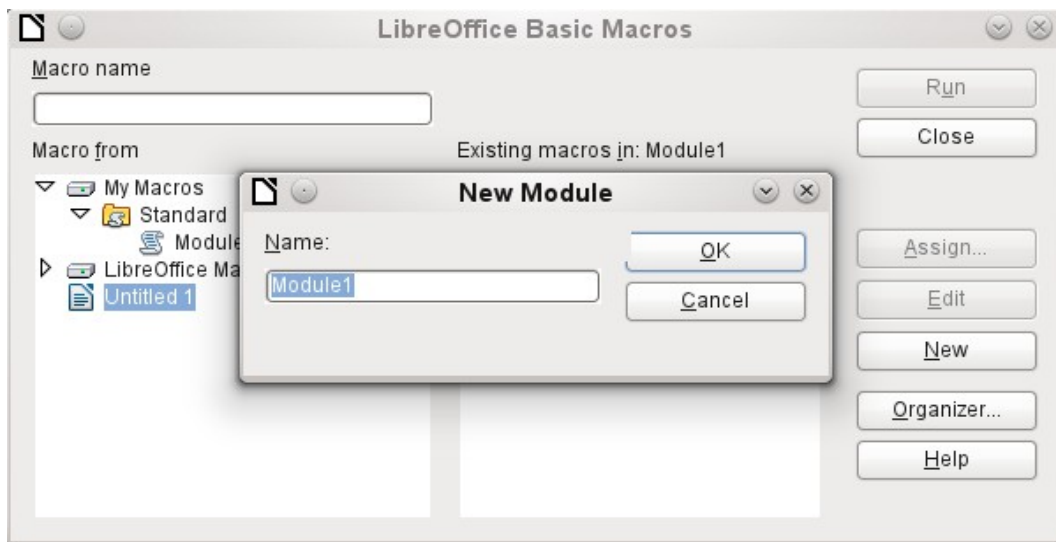 LibreOffice Basic Macros
Macro name
Run
Close
Macro from
Existing macros in: Module1
My Macros
Standard
Module
LibreOffice Ma
Untitled 1
New Module
Name:
Module1
OK
Cancel
Assign...
Edit
New
Organizer...
Help